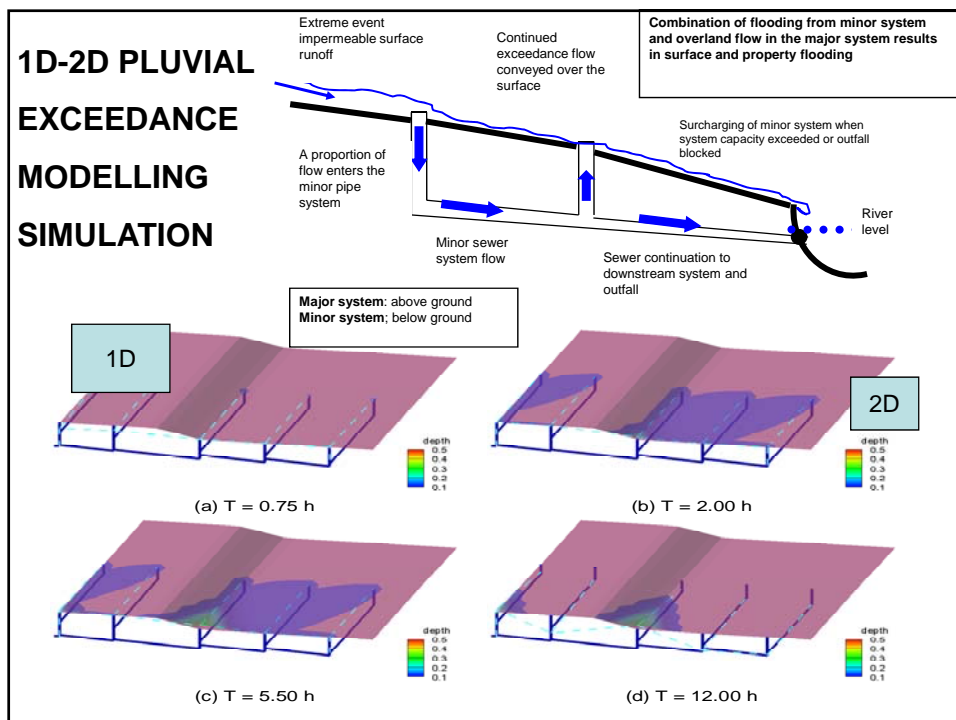 1D-2D PLUVIAL
EXCEEDANCE
MODELLING
SIMULATION
Extreme event
impermeable surface
runoff
Continued
exceedance flow
conveyed over the
surface
Combination of flooding from minor system
and overland flow in the major system results
in surface and property flooding
A proportion of
flow enters the
minor pipe
system
Surcharging of minor system when
system capacity exceeded or outfall
blocked
River
level
Minor sewer
system flow
Sewer continuation to
downstream system and
outfall
Major system: above ground
Minor system; below ground
1D
2D
depth
0.5
0.4
0.3
0.2
0.1
(a) T = 0.75 h
depth
0.5
0.4
0.3
0.2
0.1
(b) T = 2.00 h
depth
0.5
0.4
0.3
0.2
0.1
(c) T = 5.50 h
depth
0.5
0.4
0.3
0.2
0.1
(d) T = 12.00 h